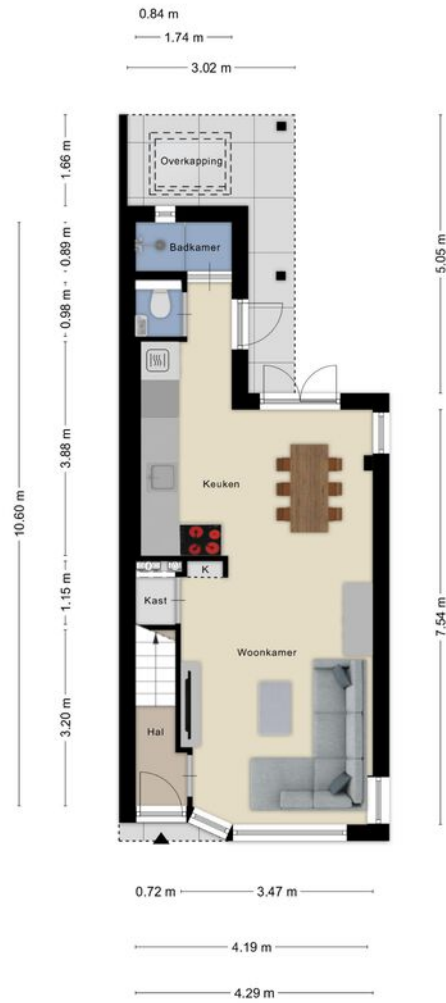 0.84 m
1.74 m
3.02 m
1.66 m
Overkapping
0.89 m
Badkamer
5.05 m
0.98 m
3.88 m
Keuken
10.60 m
K
1.15 m
Kast
7.54 m
Woonkamer
3.20 m
Hal
0.72 m
3.47 m
4.19 m
4.29 m